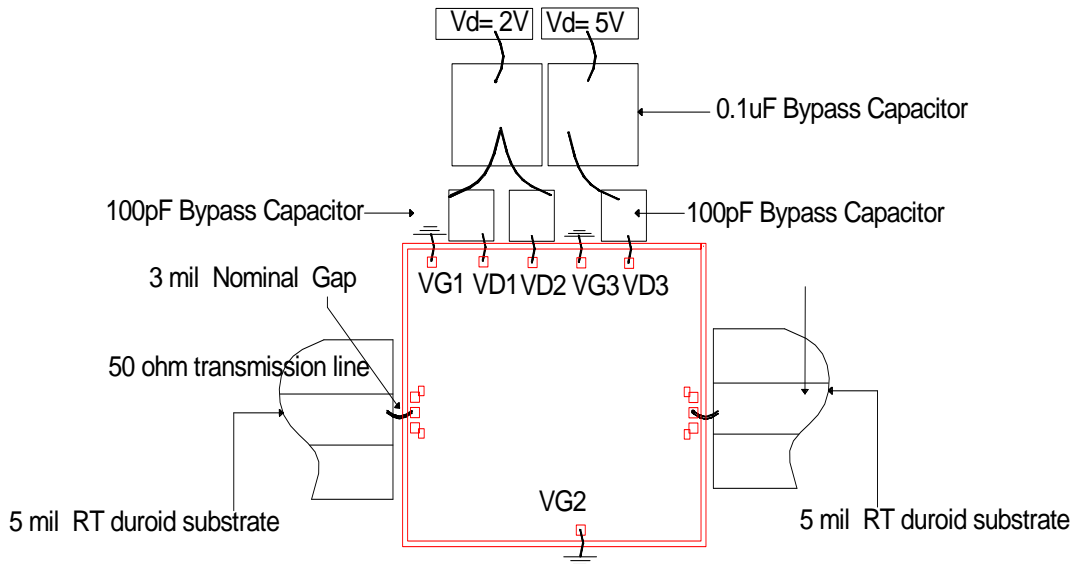 Vd= 2V
Vd= 5V
0.1uF Bypass Capacitor
100pF Bypass Capacitor
100pF Bypass Capacitor
VG1
VD1
VD2
VG3
VD3
3 mil Nominal Gap
50 ohm transmission line
5 mil RT duroid substrate
VG2
5 mil RT duroid substrate